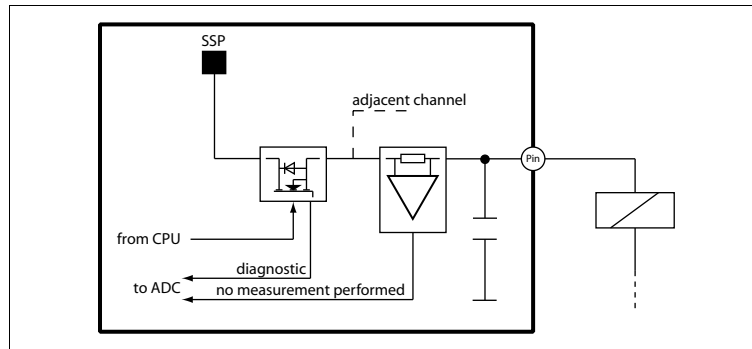 SSP
adjacent channel
Pin
from CPU
diagnostic
to ADC
no measurement performed